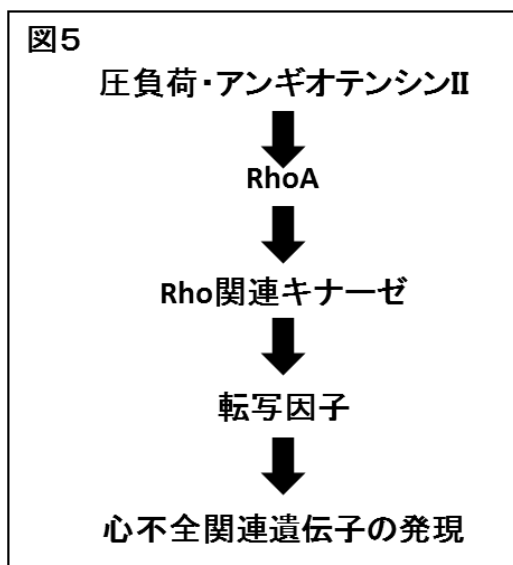 図5
圧負荷・アンギオテンシンII
RhoA
Rho関連キナーゼ
転写因子
心不全関連遺伝子の発現